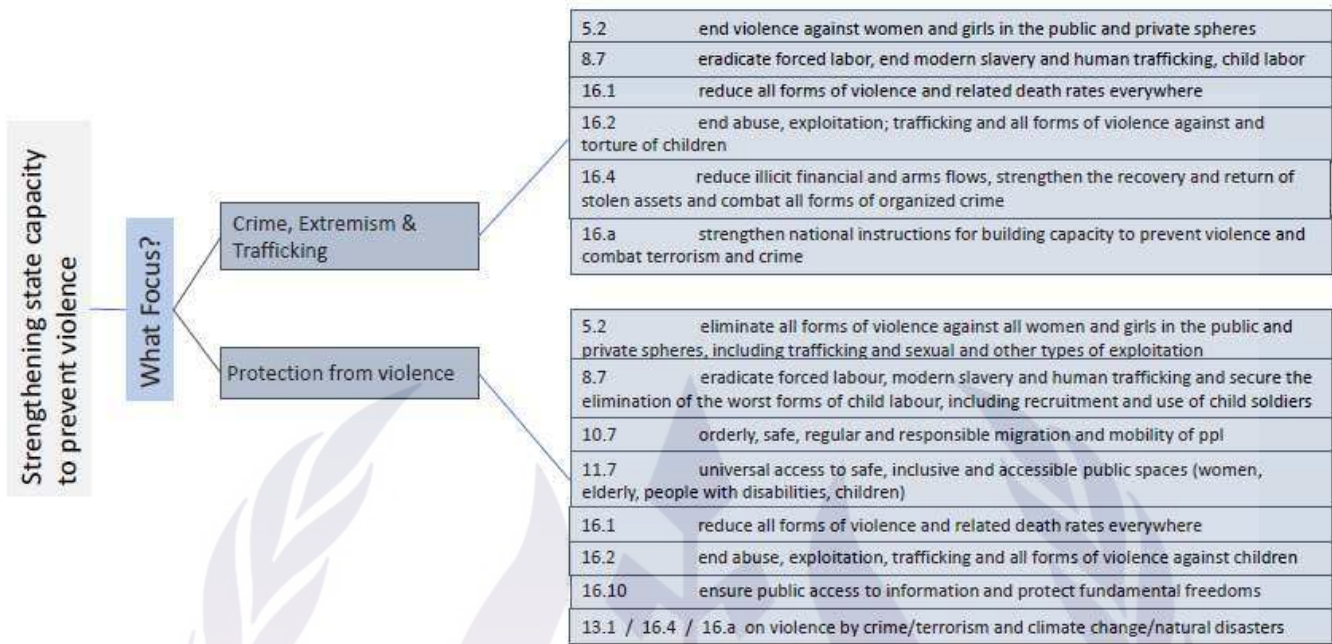 Strengthening state capacity
to prevent violence
What Focus?
Crime, Extremism &
Trafficking
5.2 end violence against women and girls in the public and private spheres
8.7 eradicate forced labor, end modern slavery and human trafficking, child labor
16.1 reduce all forms of violence and related death rates everywhere
16.2 end abuse, exploitation; trafficking and all forms of violence against and
torture of children
16.4 reduce illicit financial and arms flows, strengthen the recovery and return of
stolen assets and combat all forms of organized crime
16.a strengthen national instructions for building capacity to prevent violence and
combat terrorism and crime
Protection from violence
5.2 eliminate all forms of violence against all women and girls in the public and
private spheres, including trafficking and sexual and other types of exploitation
8.7 eradicate forced labour, modern slavery and human trafficking and secure the
elimination of the worst forms of child labour, including recruitment and use of child soldiers
10.7 orderly, safe, regular and responsible migration and mobility of ppl
11.7 universal access to safe, inclusive and accessible public spaces (women,
elderly, people with disabilities, children)
16.1 reduce all forms of violence and related death rates everywhere
16.2 end abuse, exploitation, trafficking and all forms of violence against children
16.10 ensure public access to information and protect fundamental freedoms
13.1 / 16.4 / 16.a on violence by crime/terrorism and climate change/natural disasters